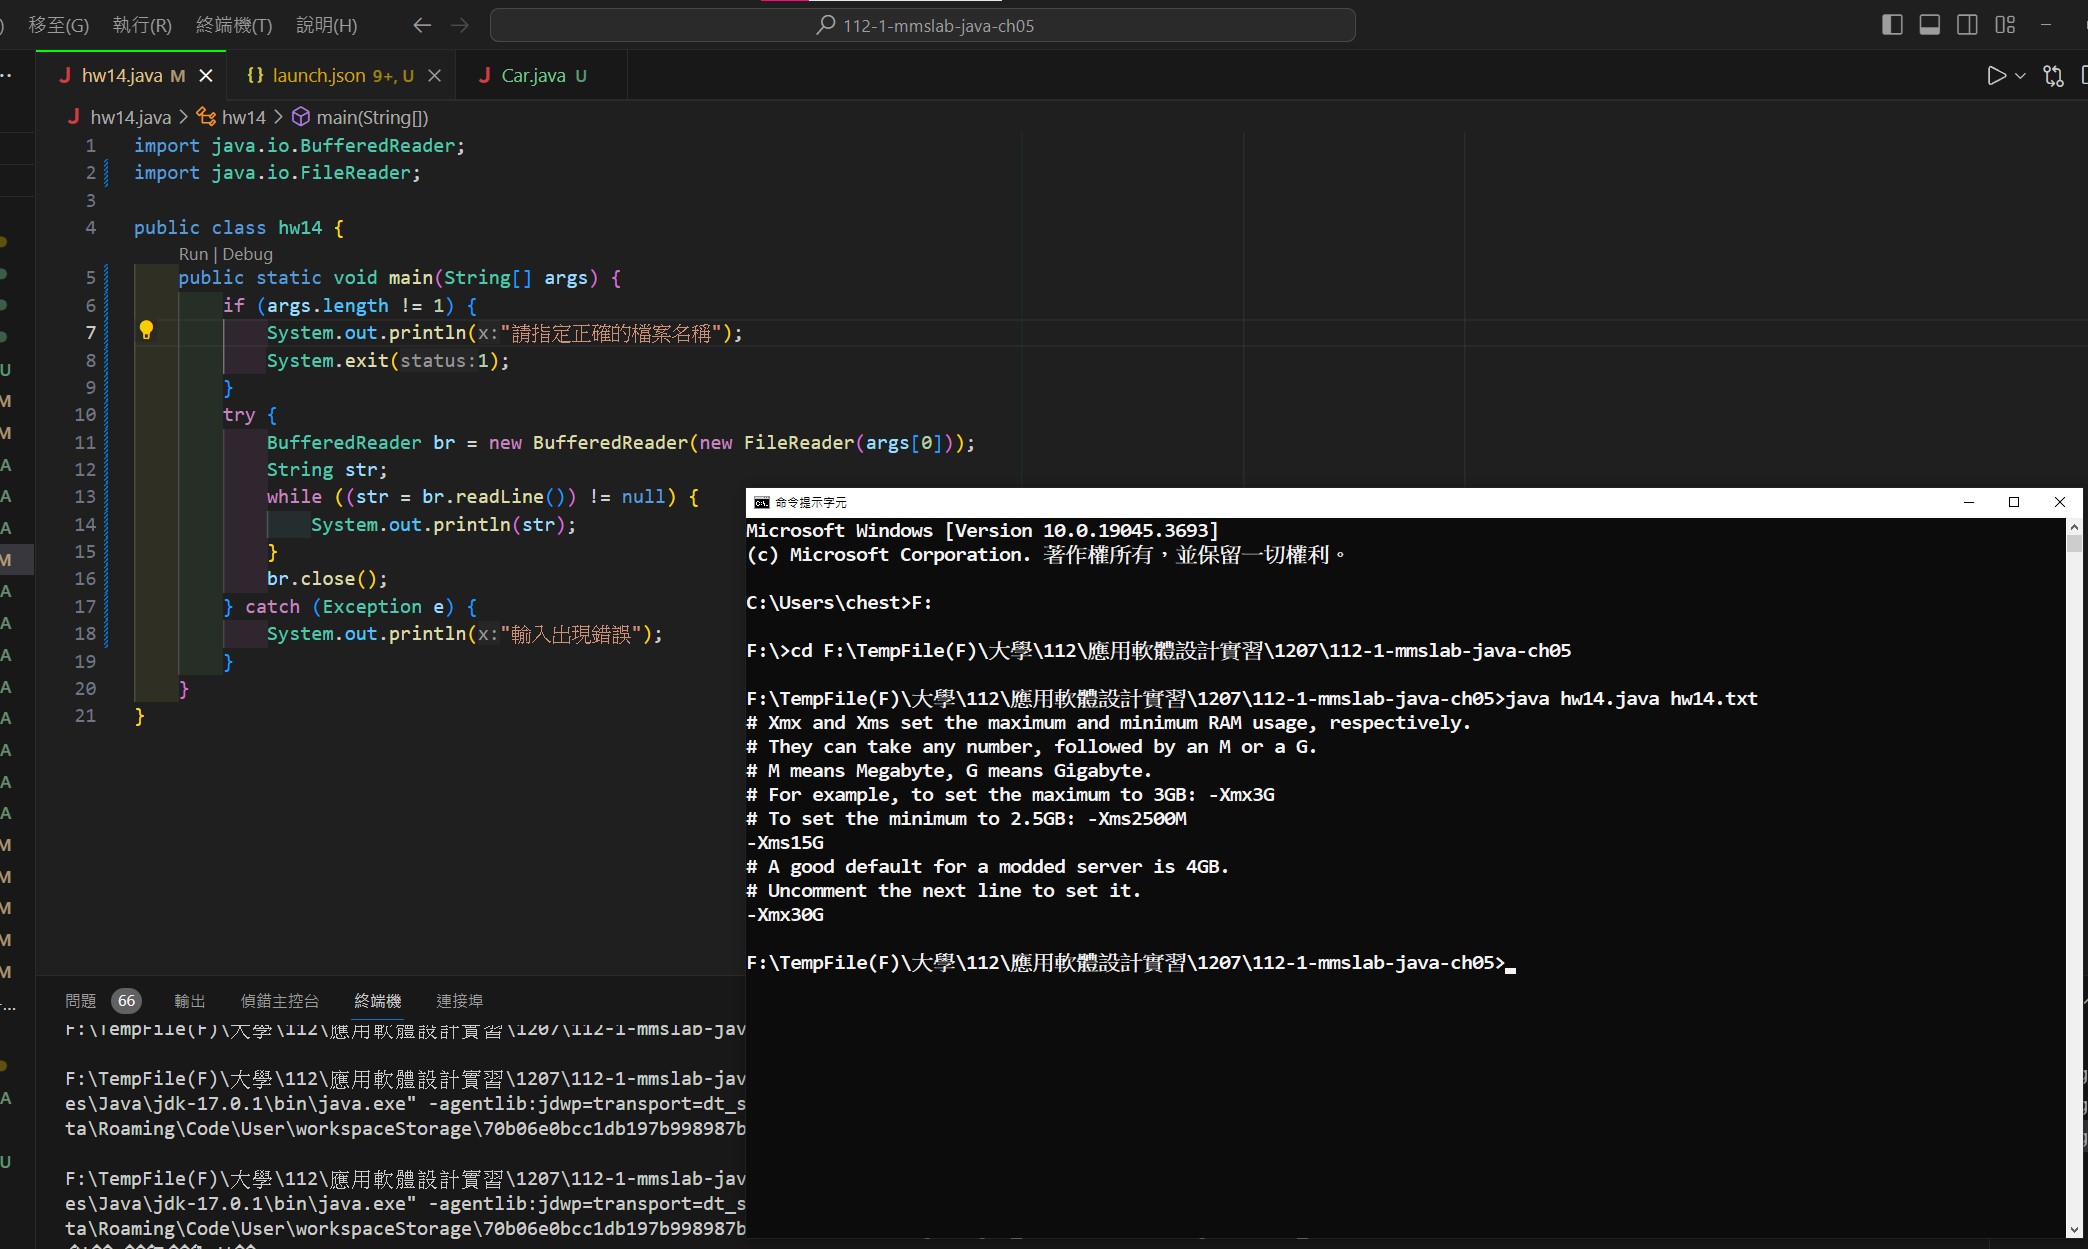 移至(G) 執行(R) 終端機(T) 說明(H) 112-1-mmslab-java-ch05
hw14.java M launch.json 9+, U Car.java U
hw14.java > hw14 > main(String[])
1 import java.io.BufferedReader;
2 import java.io.FileReader;
3
4 public class hw14 {
Run | Debug
5 public static void main(String[] args) {
6 if (args.length != 1) {
7 System.out.println(x:"請指定正確的檔案名稱");
8 System.exit(status:1);
9 }
10 try {
11 BufferedReader br = new BufferedReader(new FileReader(args[0]));
12 String str;
13 while ((str = br.readLine()) != null) {
14 System.out.println(str);
15 }
16 br.close();
17 } catch (Exception e) {
18 System.out.println(x:"輸入出現錯誤");
19 }
20 }
21 }
命令提示字元
Microsoft Windows [Version 10.0.19045.3693]
(c) Microsoft Corporation. 著作權所有，並保留一切權利。
C:\Users\chest>F:
F:\>cd F:\TempFile(F)\大學\112\應用軟體設計實習\1207\112-1-mmslab-java-ch05
F:\TempFile(F)\大學\112\應用軟體設計實習\1207\112-1-mmslab-java-ch05>java hw14.java hw14.txt
# Xmx and Xms set the maximum and minimum RAM usage, respectively.
# They can take any number, followed by an M or a G.
# M means Megabyte, G means Gigabyte.
# For example, to set the maximum to 3GB: -Xmx3G
# To set the minimum to 2.5GB: -Xms2500M
-Xms15G
# A good default for a modded server is 4GB.
# Uncomment the next line to set it.
-Xmx30G
F:\TempFile(F)\大學\112\應用軟體設計實習\1207\112-1-mmslab-java-ch05>
問題 66 輸出 偵錯主控台 終端機 連接埠
F:\TempFile(F)\大學\112\應用軟體設計實習\1207\112-1-mmslab-jav
F:\TempFile(F)\大學\112\應用軟體設計實習\1207\112-1-mmslab-jav
es\Java\jdk-17.0.1\bin\java.exe" -agentlib:jdwp=transport=dt_s
ta\Roaming\Code\User\workspaceStorage\70b06e0bcc1db197b998987b
F:\TempFile(F)\大學\112\應用軟體設計實習\1207\112-1-mmslab-jav
es\Java\jdk-17.0.1\bin\java.exe" -agentlib:jdwp=transport=dt_s
ta\Roaming\Code\User\workspaceStorage\70b06e0bcc1db197b998987b